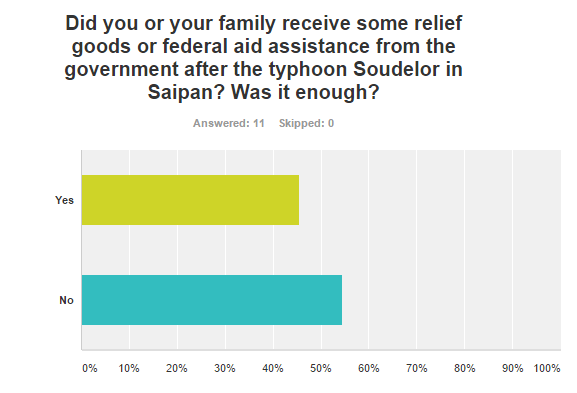 Did you or your family receive some relief
goods or federal aid assistance from the
government after the typhoon Soudelor in
Saipan? Was it enough?
Answered: 11 Skipped: 0
Yes
No
0% 10% 20% 30% 40% 50% 60% 70% 80% 90% 100%